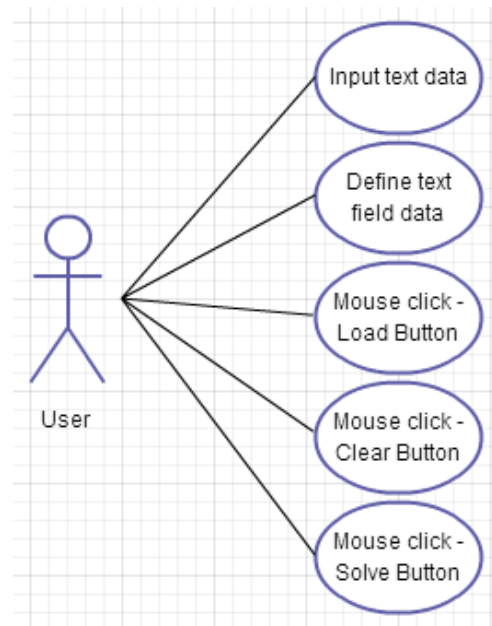 Input text data
Define text
field data
Mouse click -
Load Button
User
Mouse click -
Clear Button
Mouse click -
Solve Button